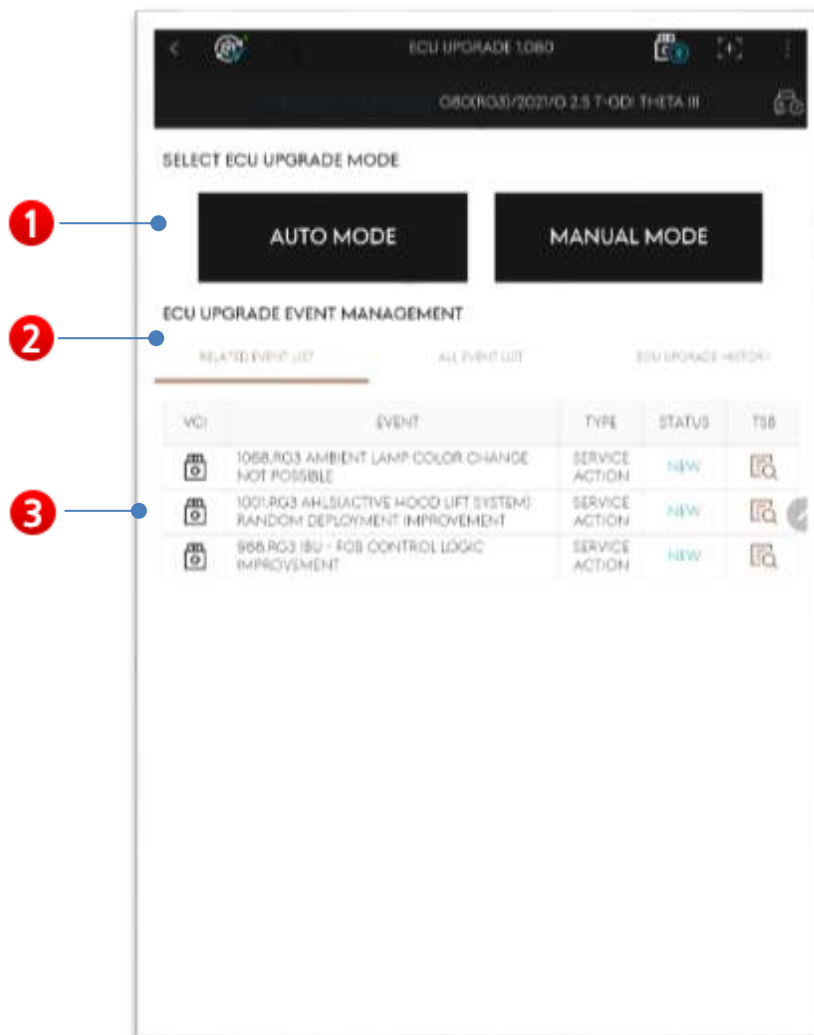 ECU UPGRADE 1.080
G80(RG3)/2021/G 2.5 T-GDI THETA III
SELECT ECU UPGRADE MODE
1
AUTO MODE
MANUAL MODE
ECU UPGRADE EVENT MANAGEMENT
2
RELATED EVENT LIST
ALL EVENT LIST
ECU UPGRADE HISTORY
VCI
EVENT
TYPE
STATUS
TSB
1068.RG3 AMBIENT LAMP COLOR CHANGE
NOT POSSIBLE
SERVICE
ACTION
NEW
3
1001.RG3 AHLS(ACTIVE HOOD LIFT SYSTEM)
RANDOM DEPLOYMENT IMPROVEMENT
SERVICE
ACTION
NEW
968.RG3 IBU - FOB CONTROL LOGIC
IMPROVEMENT
SERVICE
ACTION
NEW